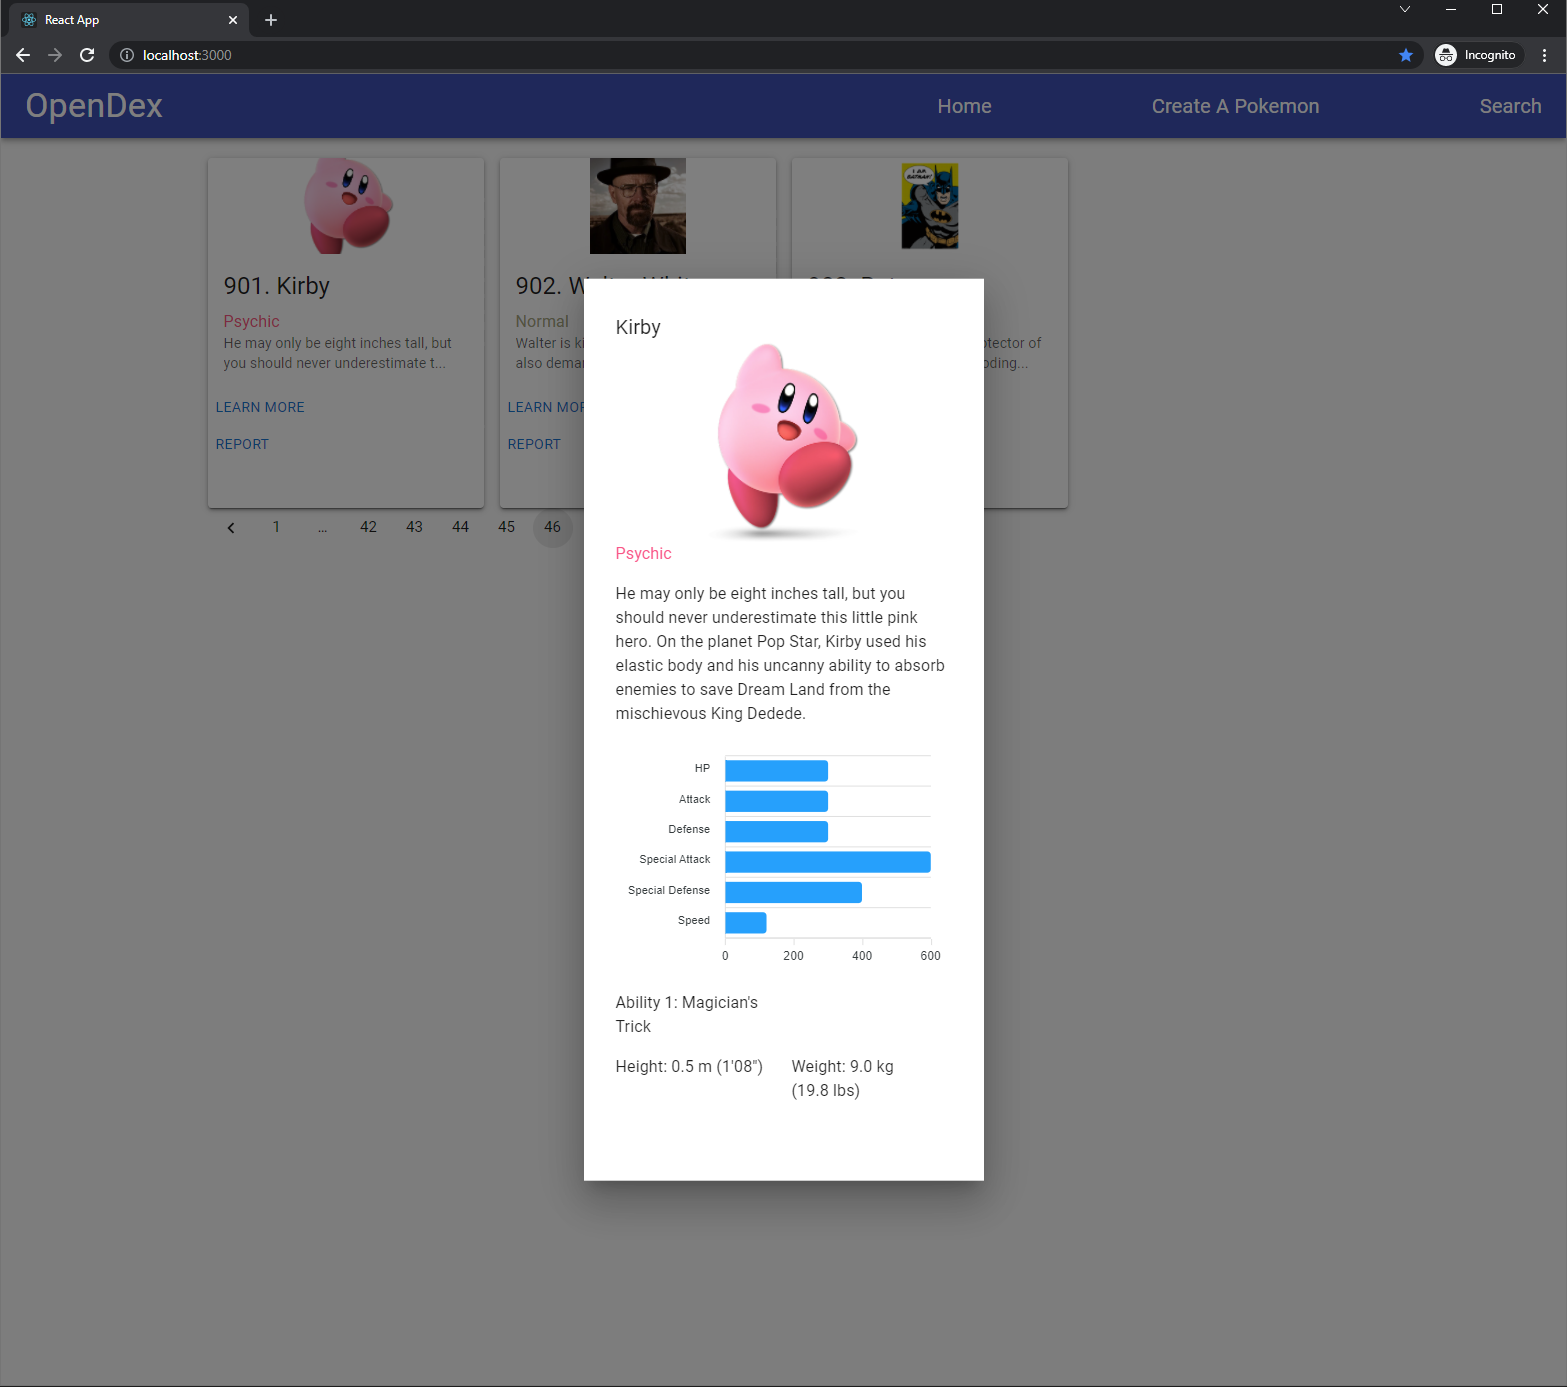 React App
localhost:3000
Incognito
OpenDex
Home
Create A Pokemon
Search
I AM
BATMAN!
901. Kirby
Psychic
He may only be eight inches tall, but
you should never underestimate t...
LEARN MORE
REPORT
902. W
Normal
Walter is ki
also dema
LEARN MOR
REPORT
tector of
oding...
1
...
42
43
44
45
46
Kirby
Psychic
He may only be eight inches tall, but you
should never underestimate this little pink
hero. On the planet Pop Star, Kirby used his
elastic body and his uncanny ability to absorb
enemies to save Dream Land from the
mischievous King Dedede.
HP
Attack
Defense
Special Attack
Special Defense
Speed
0
200
400
600
Ability 1: Magician's
Trick
Height: 0.5 m (1'08")
Weight: 9.0 kg
(19.8 lbs)